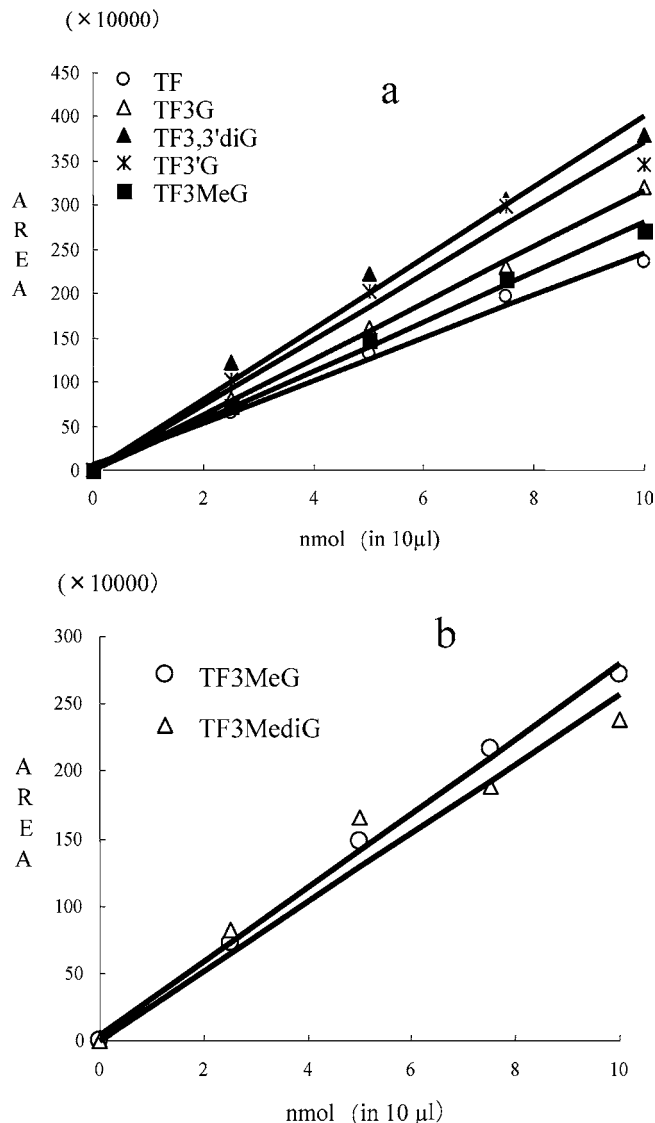 (×10000)
a
450
400
350
300
250
200
150
100
50
0
TF
TF3G
TF3,3'diG
TF3'G
TF3MeG
A
R
E
A
0 2 4 6 8 10
nmol (in 10μl)
(×10000)
b
300
250
200
150
100
50
0
TF3MeG
TF3MediG
A
R
E
A
0 2 4 6 8 10
nmol (in 10 μl)